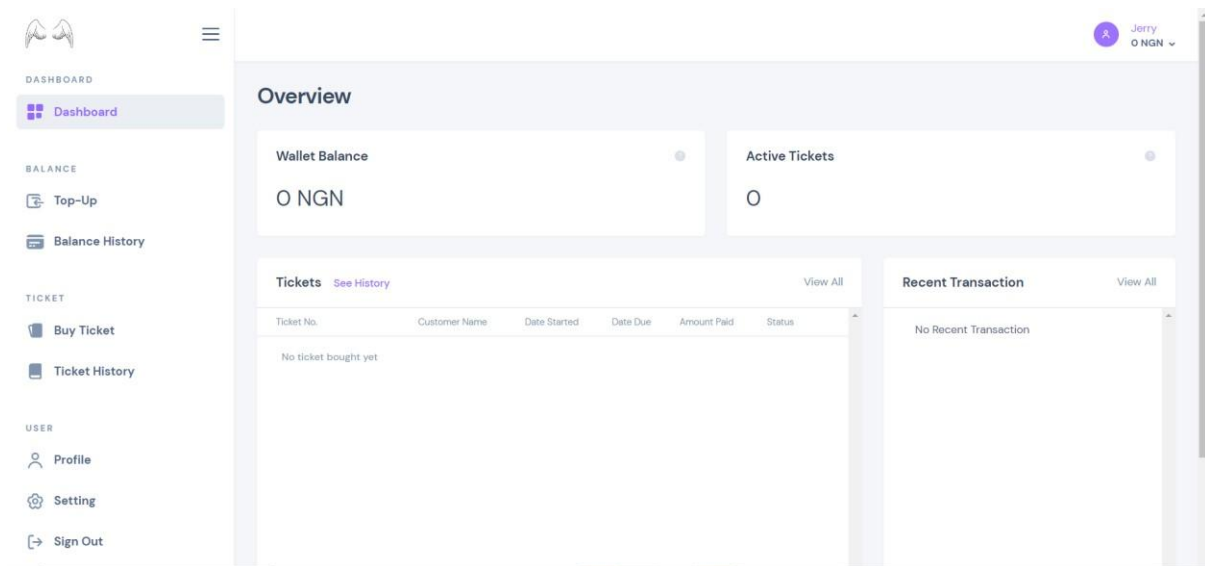 Jerry
0 NGN
DASHBOARD
Dashboard
BALANCE
Top-Up
Balance History
TICKET
Buy Ticket
Ticket History
USER
Profile
Setting
Sign Out
Overview
Wallet Balance
0 NGN
Active Tickets
0
Tickets See History View All
Ticket No. Customer Name Date Started Date Due Amount Paid Status
No ticket bought yet
Recent Transaction View All
No Recent Transaction